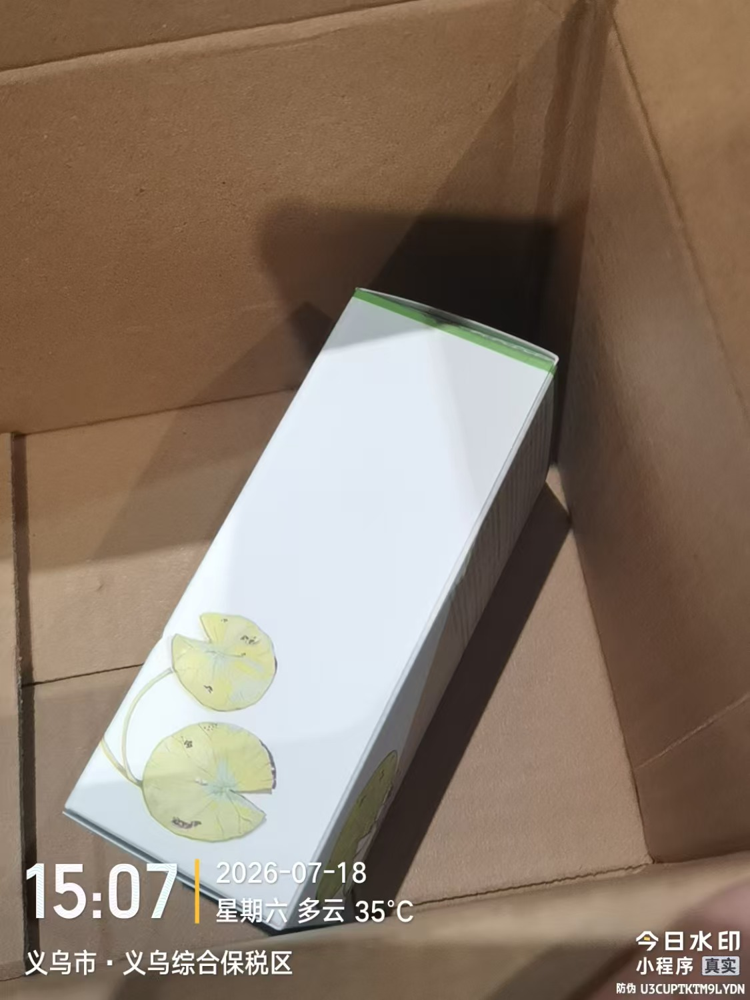 15:07
2026-07-18
星期六 多云 35°C
义乌市·义乌综合保税区
今日水印
小程序 真实
防伪 U3CUPTKTM9LYDN